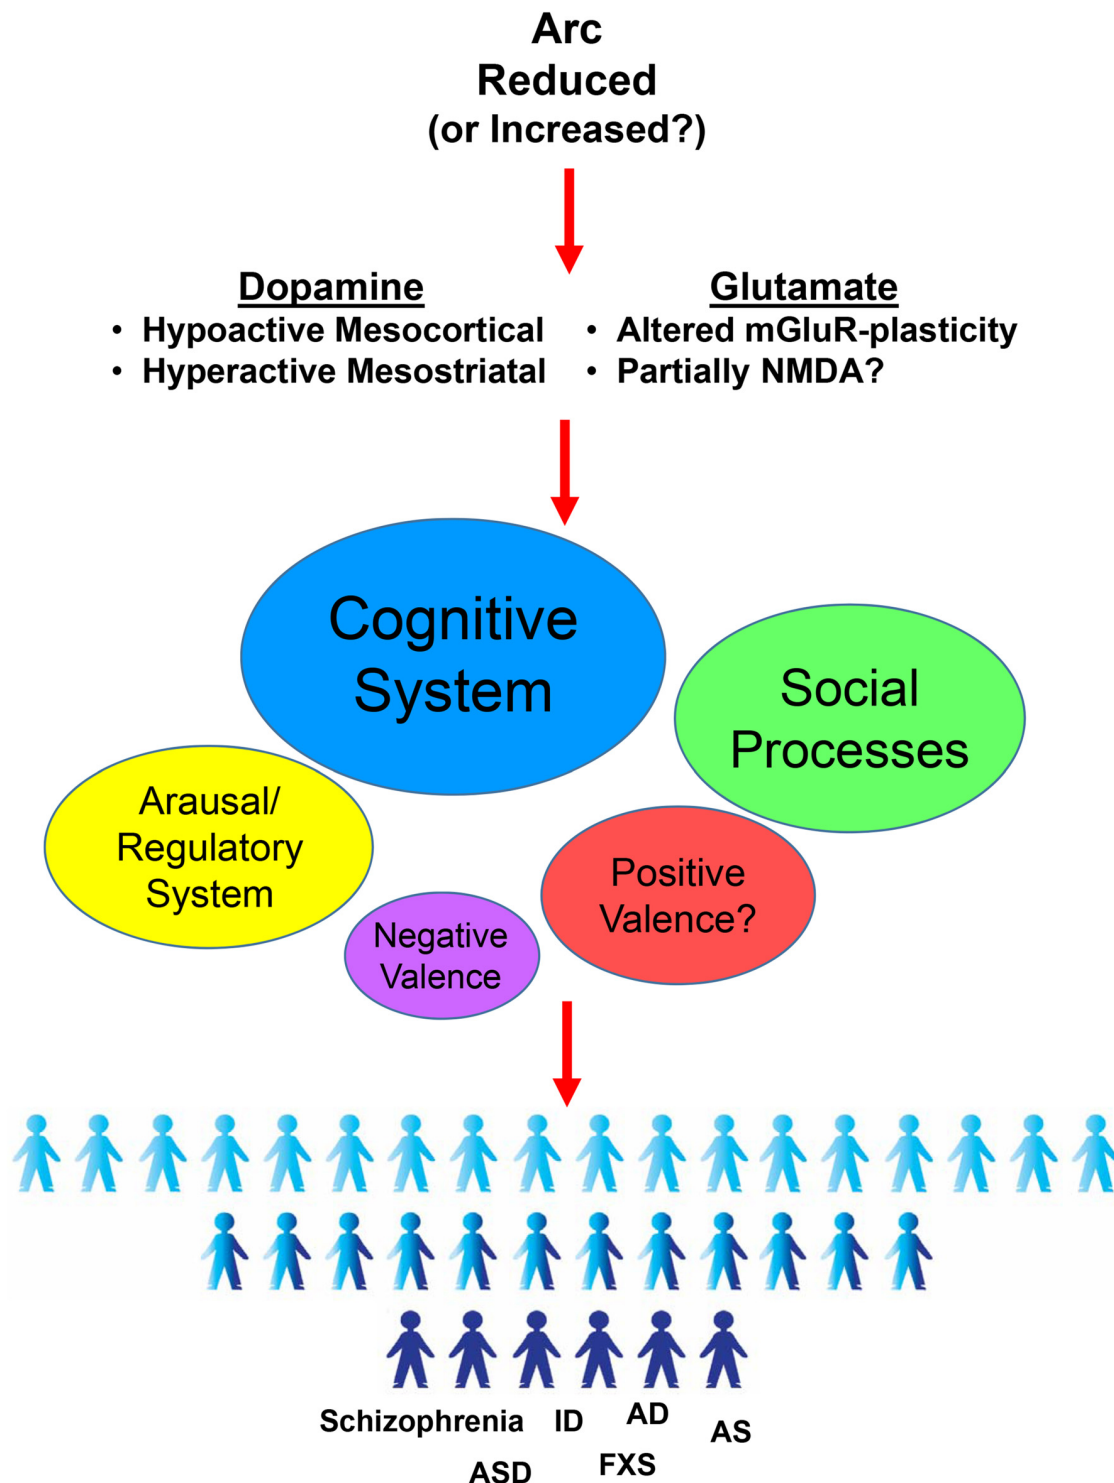 Arc
Reduced
(or Increased?)
Dopamine
• Hypoactive Mesocortical
• Hyperactive Mesostriatal
Glutamate
• Altered mGluR-plasticity
• Partially NMDA?
Cognitive
System
Social
Processes
Arausal/
Regulatory
System
Positive
Valence?
Negative
Valence
Schizophrenia
ID
AD
AS
ASD
FXS